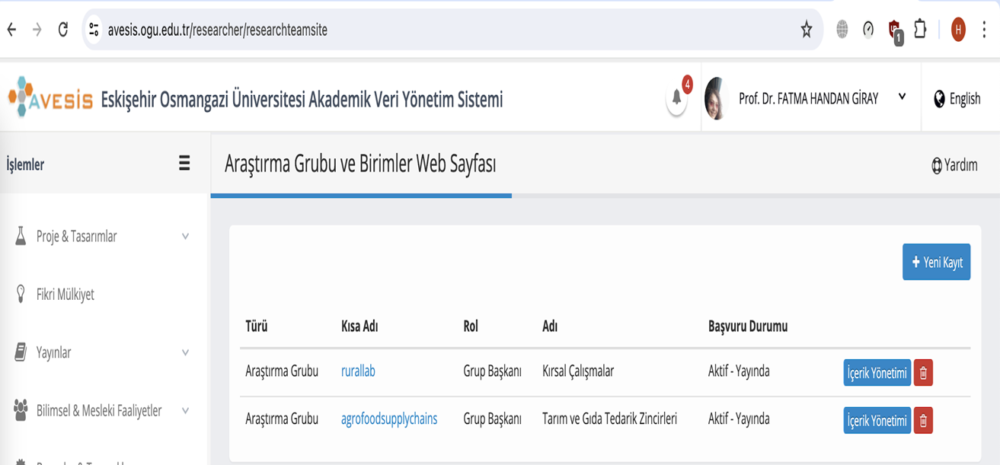 avesis.ogu.edu.tr/researcher/researchteamsite
1
H
AVESİS Eskişehir Osmangazi Üniversitesi Akademik Veri Yönetim Sistemi
4
Prof. Dr. FATMA HANDAN GİRAY
English
İşlemler
Araştırma Grubu ve Birimler Web Sayfası
Yardım
Proje & Tasarımlar
Fikri Mülkiyet
Yayınlar
Bilimsel & Mesleki Faaliyetler
+ Yeni Kayıt
Türü Kısa Adı Rol Adı Başvuru Durumu
Araştırma Grubu rurallab Grup Başkanı Kırsal Çalışmalar Aktif - Yayında İçerik Yönetimi
Araştırma Grubu agrofoodsupplychains Grup Başkanı Tarım ve Gıda Tedarik Zincirleri Aktif - Yayında İçerik Yönetimi